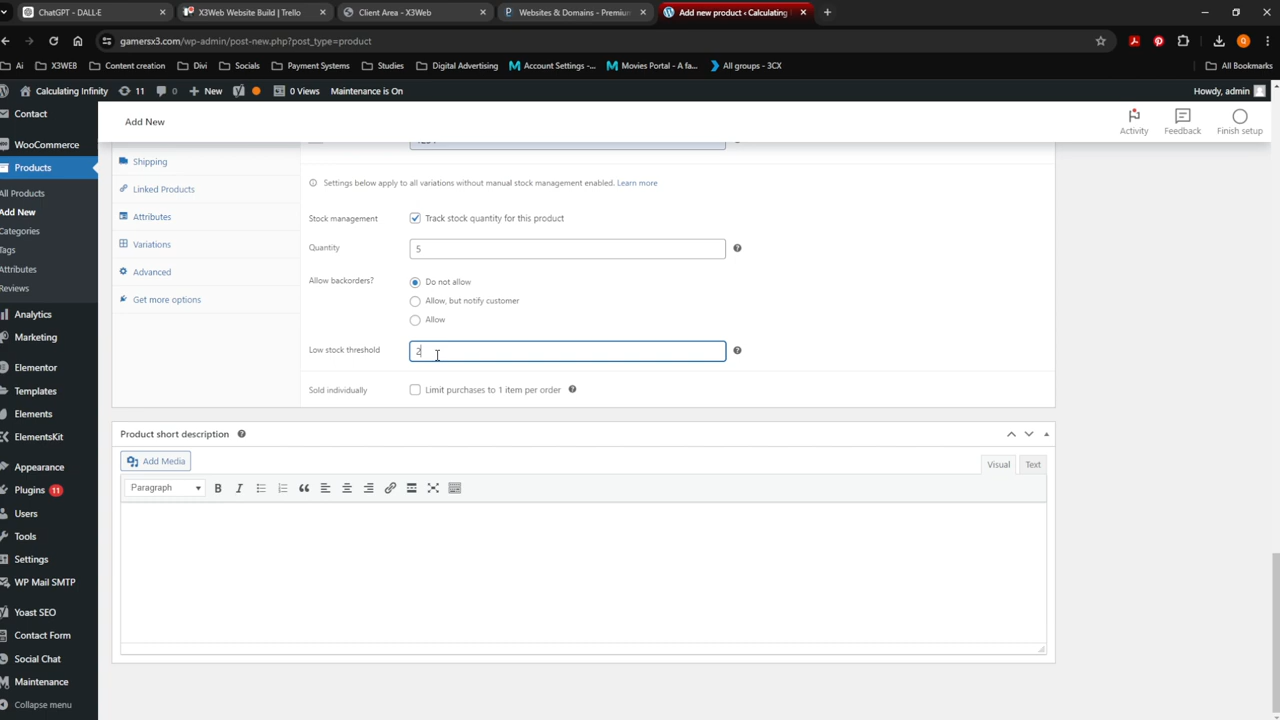 ChatGPT - DALL·E
X3Web Website Build | Trello
Client Area - X3Web
Websites & Domains - Premium
Add new product ‹ Calculating
gamersx3.com/wp-admin/post-new.php?post_type=product
Ai
X3WEB
Content creation
Divi
Socials
Payment Systems
Studies
Digital Advertising
Account Settings -...
Movies Portal - A fa...
All groups - 3CX
All Bookmarks
Calculating Infinity
11
0
New
0 Views
Maintenance is On
Howdy, admin
Contact
WooCommerce
Products
All Products
Add New
Categories
Tags
Attributes
Reviews
Analytics
Marketing
Elementor
Templates
Elements
ElementsKit
Appearance
Plugins 11
Users
Tools
Settings
WP Mail SMTP
Yoast SEO
Contact Form
Social Chat
Maintenance
Collapse menu
Add New
Activity
Feedback
Finish setup
Shipping
Linked Products
Attributes
Variations
Advanced
Get more options
Settings below apply to all variations without manual stock management enabled. Learn more
Stock management
Track stock quantity for this product
Quantity
5
Allow backorders?
Do not allow
Allow, but notify customer
Allow
Low stock threshold
2
Sold individually
Limit purchases to 1 item per order
Product short description
Add Media
Visual
Text
Paragraph
B
I